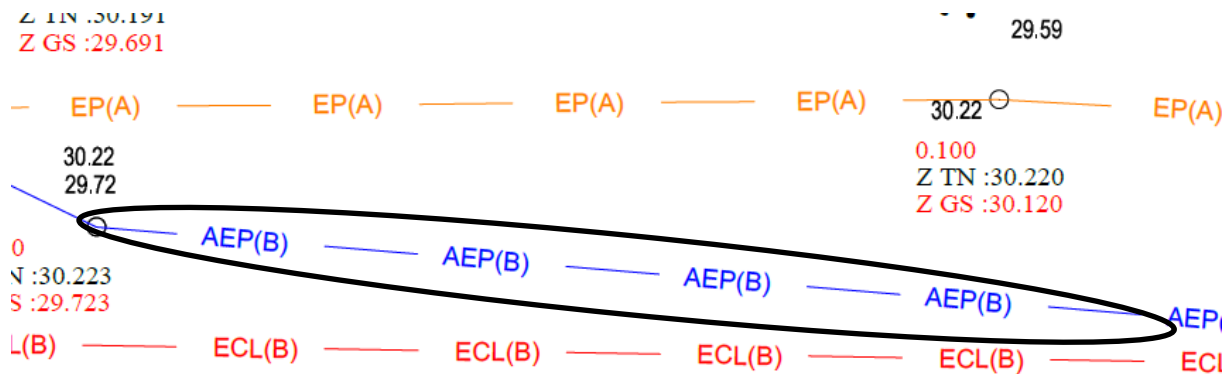 Z TN :30.191
Z GS :29.691
29.59
EP(A) EP(A) EP(A) EP(A) EP(A)
30.22
0.100
Z TN :30.220
Z GS :30.120
30.22
29.72
AEP(B) AEP(B) AEP(B) AEP(B) AEP(
0
N :30.223
S :29.723
L(B) ECL(B) ECL(B) ECL(B) ECL(B) ECL